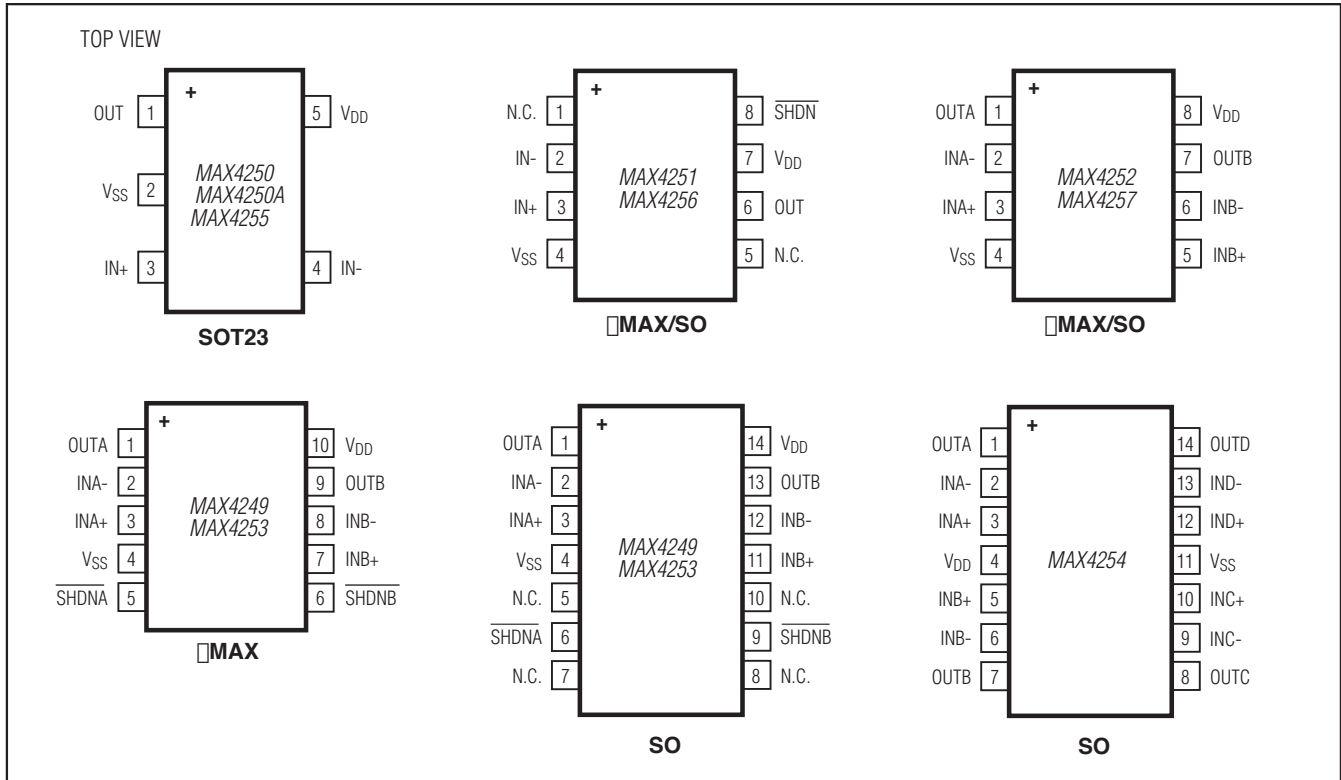 TOP VIEW
OUT 1 + 5 VDD
VSS 2 MAX4250
MAX4250A
MAX4255
IN+ 3 4 IN-
SOT23
N.C. 1 + 8 SHDN
IN- 2 7 VDD
MAX4251
MAX4256
IN+ 3 6 OUT
VSS 4 5 N.C.
▯MAX/SO
OUTA 1 + 8 VDD
INA- 2 7 OUTB
MAX4252
MAX4257
INA+ 3 6 INB-
VSS 4 5 INB+
▯MAX/SO
OUTA 1 + 10 VDD
INA- 2 9 OUTB
MAX4249
MAX4253
INA+ 3 8 INB-
VSS 4 7 INB+
SHDNA 5 6 SHDNB
▯MAX
OUTA 1 + 14 VDD
INA- 2 13 OUTB
INA+ 3 12 INB-
MAX4249
MAX4253
VSS 4 11 INB+
N.C. 5 10 N.C.
SHDNA 6 9 SHDNB
N.C. 7 8 N.C.
SO
OUTA 1 + 14 OUTD
INA- 2 13 IND-
INA+ 3 12 IND+
VDD 4 MAX4254 11 VSS
INB+ 5 10 INC+
INB- 6 9 INC-
OUTB 7 8 OUTC
SO